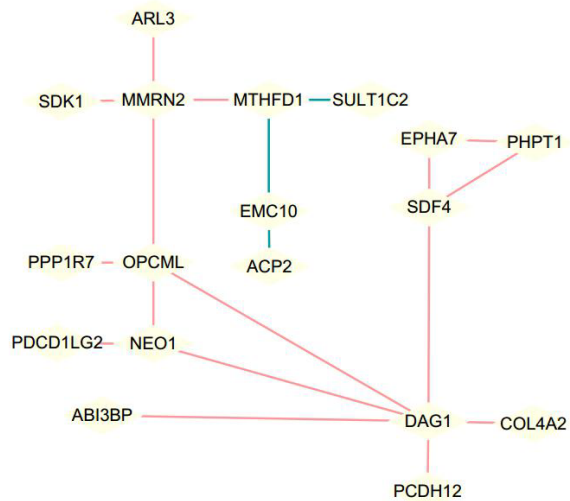 ARL3
SDK1 MMRN2 MTHFD1 SULT1C2
EPHA7 PHPT1
SDF4
EMC10
PPP1R7 OPCML ACP2
PDCD1LG2 NEO1
ABI3BP DAG1 COL4A2
PCDH12